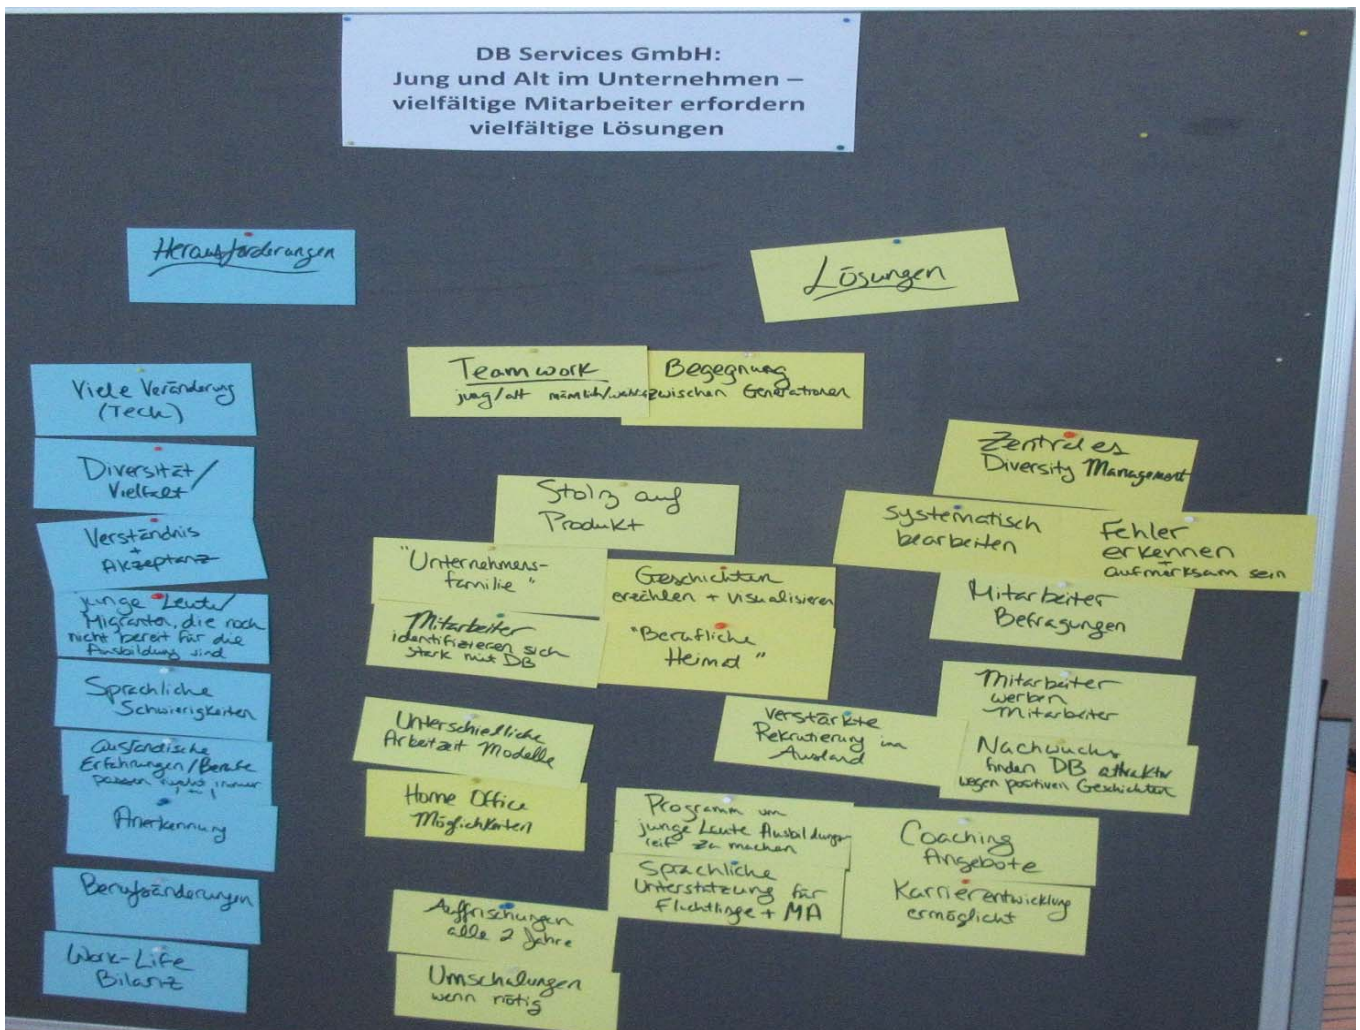 DB Services GmbH:
Jung und Alt im Unternehmen –
vielfältige Mitarbeiter erfordern
vielfältige Lösungen
Herausforderungen
Viele Veränderung
(Tech)
Diversität/
Vielfalt
Verständnis
+
Akzeptanz
junge Leute/
Migranten, die noch
nicht bereit für die
Ausbildung sind
Sprachliche
Schwierigkeiten
ausländische
Erfahrungen/Berufe
passen immer
Anerkennung
Berufsänderungen
Work-Life
Bilanz
Lösungen
Teamwork
jung/alt männlich/
Begegnung
zwischen Generationen
Stolz auf
Produkt
"Unternehmens-
familie"
Geschichten
erzählen + visualisieren
Mitarbeiter
identifizieren sich
stark mit DB
"Berufliche
Heimat"
Zentrales
Diversity Management
systematisch
bearbeiten
Fehler
erkennen
+
aufmerksam sein
Mitarbeiter
Befragungen
Mitarbeiter
werben
Mitarbeiter
Verstärkte
Rekrutierung im
Ausland
Nachwuchs
finden DB attraktiv
wegen positiven Geschichten
Unterschiedliche
Arbeitzeit Modelle
Home Office
Möglichkeiten
Programm um
junge Leute Ausbildungs
reif zu machen
Sprachliche
Unterstützung für
Flüchtlinge + MA
Coaching
Angebote
Karrierentwicklung
ermöglicht
Auffrischungen
alle 2 Jahre
Umschulungen
wenn nötig